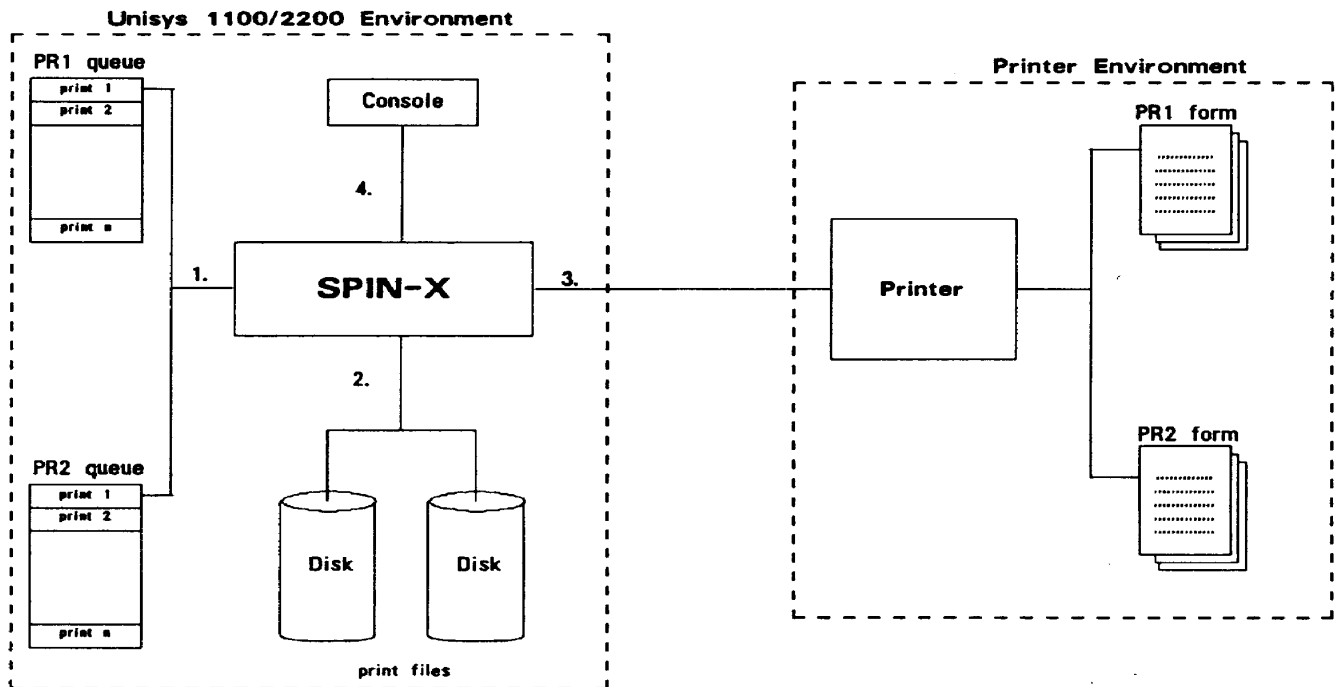 Unisys 1100/2200 Environment
PR1 queue
print 1
print 2
print n
Console
4.
1.
SPIN-X
3.
2.
PR2 queue
print 1
print 2
print n
Disk
Disk
print files
Printer Environment
PR1 form
Printer
PR2 form